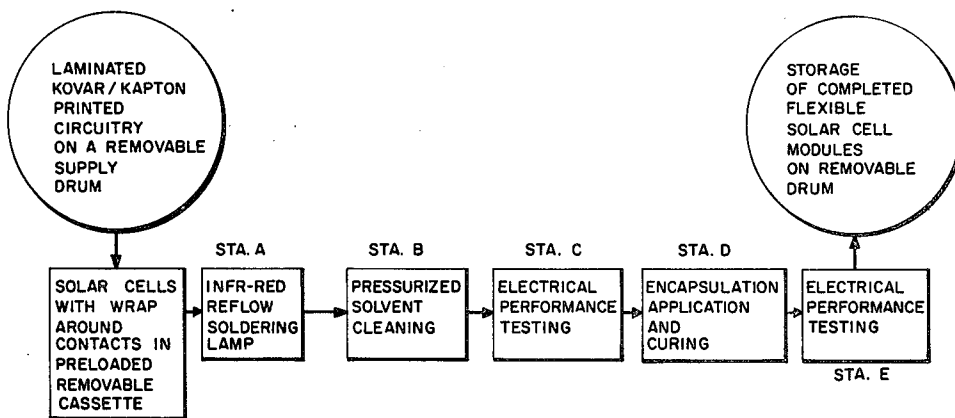 LAMINATED
KOVAR/KAPTON
PRINTED
CIRCUITRY
ON A REMOVABLE
SUPPLY
DRUM
STORAGE
OF COMPLETED
FLEXIBLE
SOLAR CELL
MODULES
ON REMOVABLE
DRUM
SOLAR CELLS
WITH WRAP
AROUND
CONTACTS IN
PRELOADED
REMOVABLE
CASSETTE
STA. A
INFR-RED
REFLOW
SOLDERING
LAMP
STA. B
PRESSURIZED
SOLVENT
CLEANING
STA. C
ELECTRICAL
PERFORMANCE
TESTING
STA. D
ENCAPSULATION
APPLICATION
AND
CURING
ELECTRICAL
PERFORMANCE
TESTING
STA. E